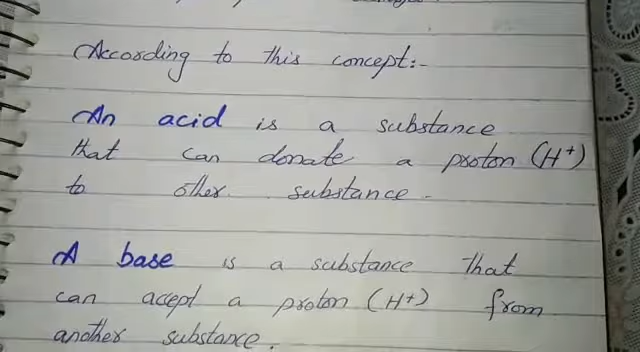 According to this concept:-
An acid is a substance
that can donate a proton (H+)
to other substance.
A base is a substance that
can acept a proton (H+) from
another substance.